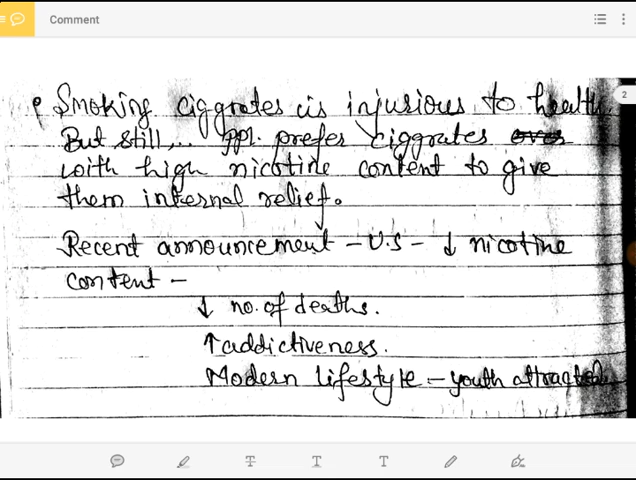 Comment
2
Smoking ciggrates is injurious to health.
But still... ppl. prefer ciggrates
with high nicotine content to give
them internal relief.
Recent announcement - U.S - ↓ nicotine
content -
↓ no. of deaths.
↑ addictiveness.
Modern lifestyle - youth attracted